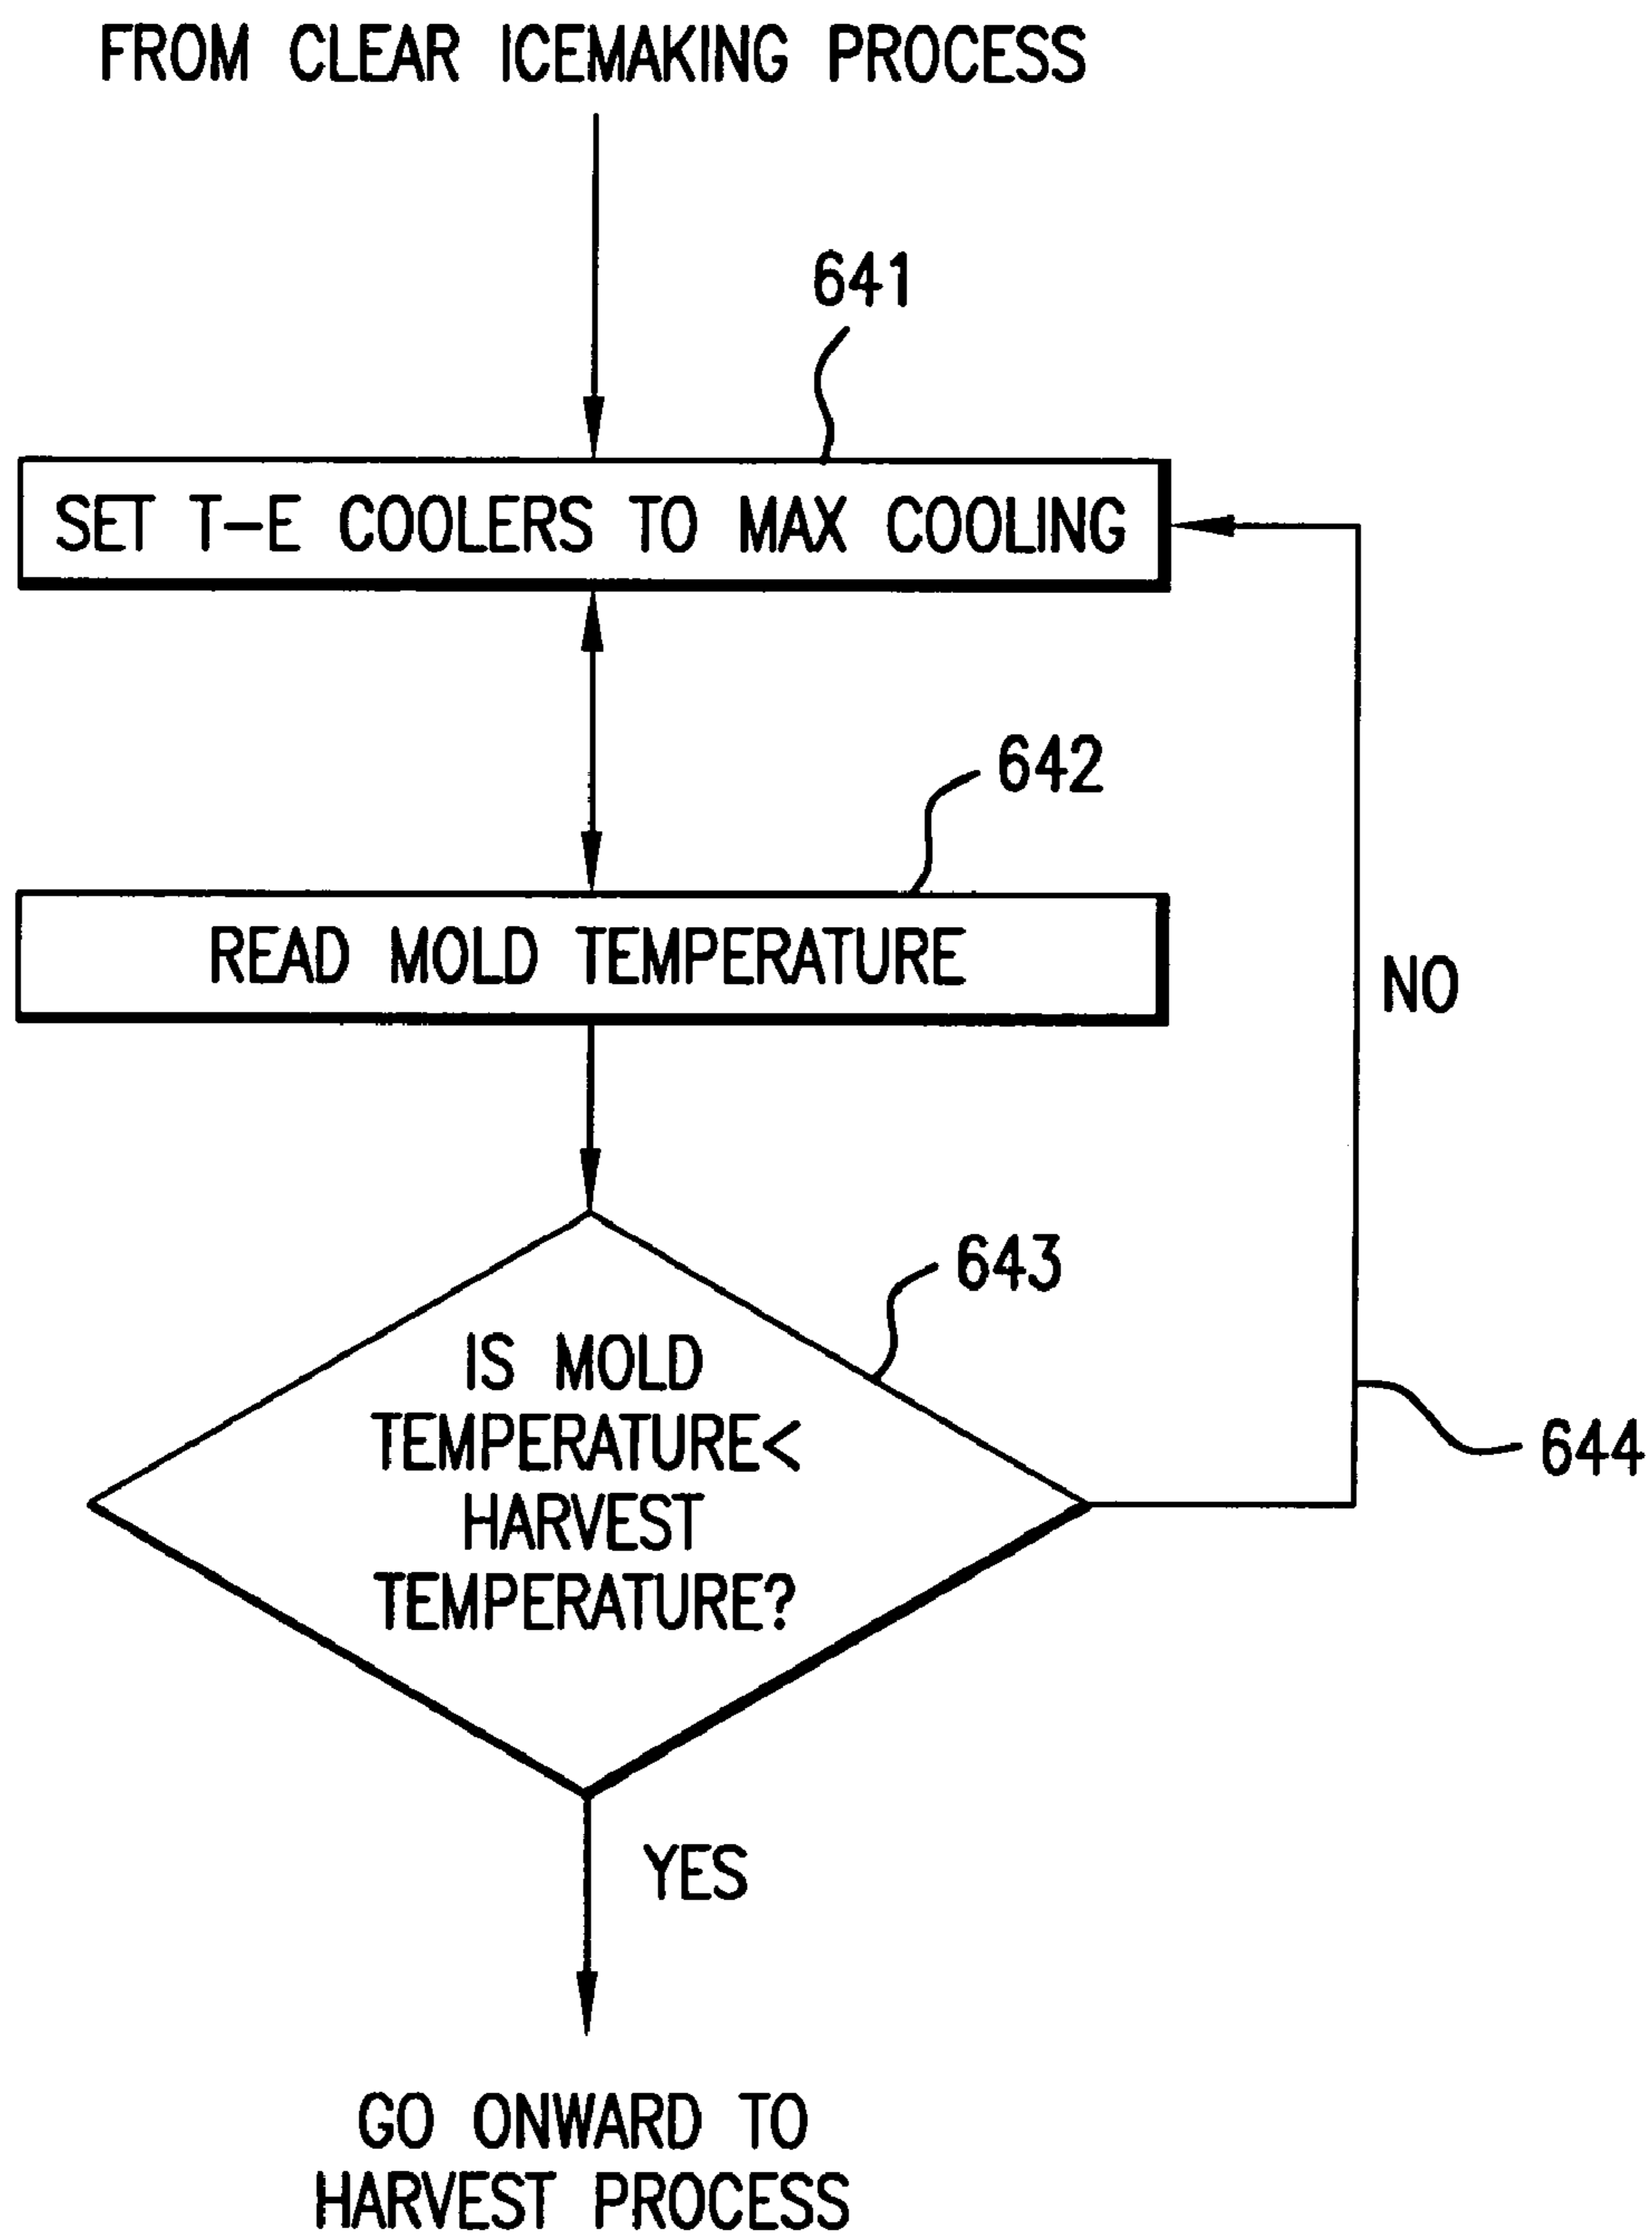 FROM CLEAR ICEMAKING PROCESS
641
SET T-E COOLERS TO MAX COOLING
642
READ MOLD TEMPERATURE
NO
643
IS MOLD
TEMPERATURE<
HARVEST
TEMPERATURE?
644
YES
GO ONWARD TO
HARVEST PROCESS